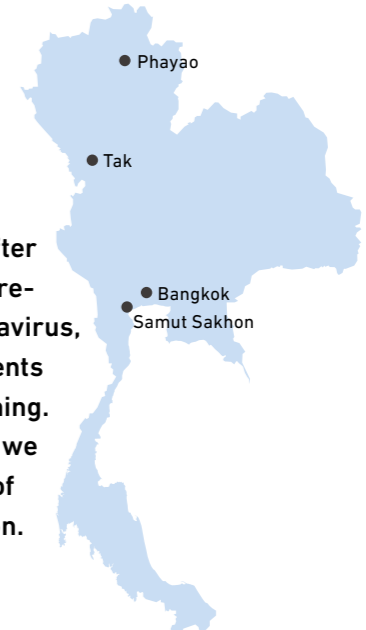 Phayao
Tak
Bangkok
Samut Sakhon
ter
re-
avirus,
ents
ning.
we
of
n.